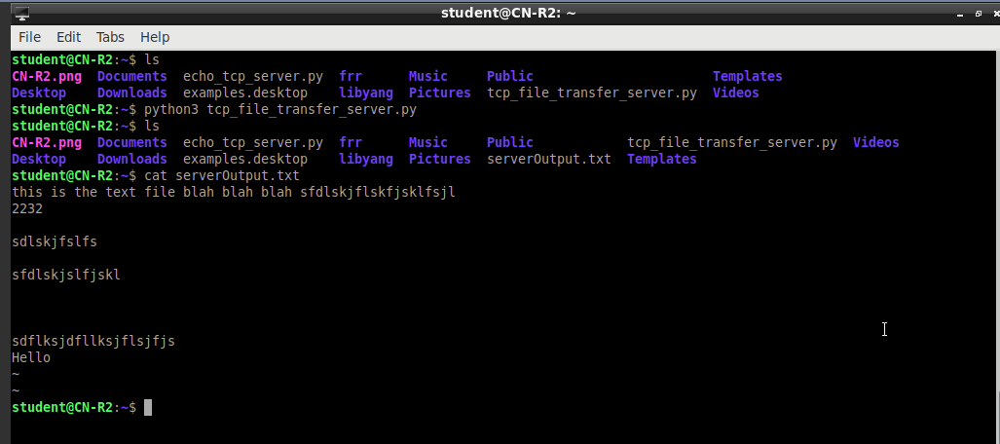 student@CN-R2: ~
File Edit Tabs Help
student@CN-R2:~$ ls
CN-R2.png Documents echo_tcp_server.py frr Music Public Templates
Desktop Downloads examples.desktop libyang Pictures tcp_file_transfer_server.py Videos
student@CN-R2:~$ python3 tcp_file_transfer_server.py
student@CN-R2:~$ ls
CN-R2.png Documents echo_tcp_server.py frr Music Public tcp_file_transfer_server.py Videos
Desktop Downloads examples.desktop libyang Pictures serverOutput.txt Templates
student@CN-R2:~$ cat serverOutput.txt
this is the text file blah blah blah sfdlskjflskfjsklfsjl
2232
sdlskjfslfs
sfdlskjslfjskl
sdflksjdfllksjflsjfjs
Hello
~
~
student@CN-R2:~$